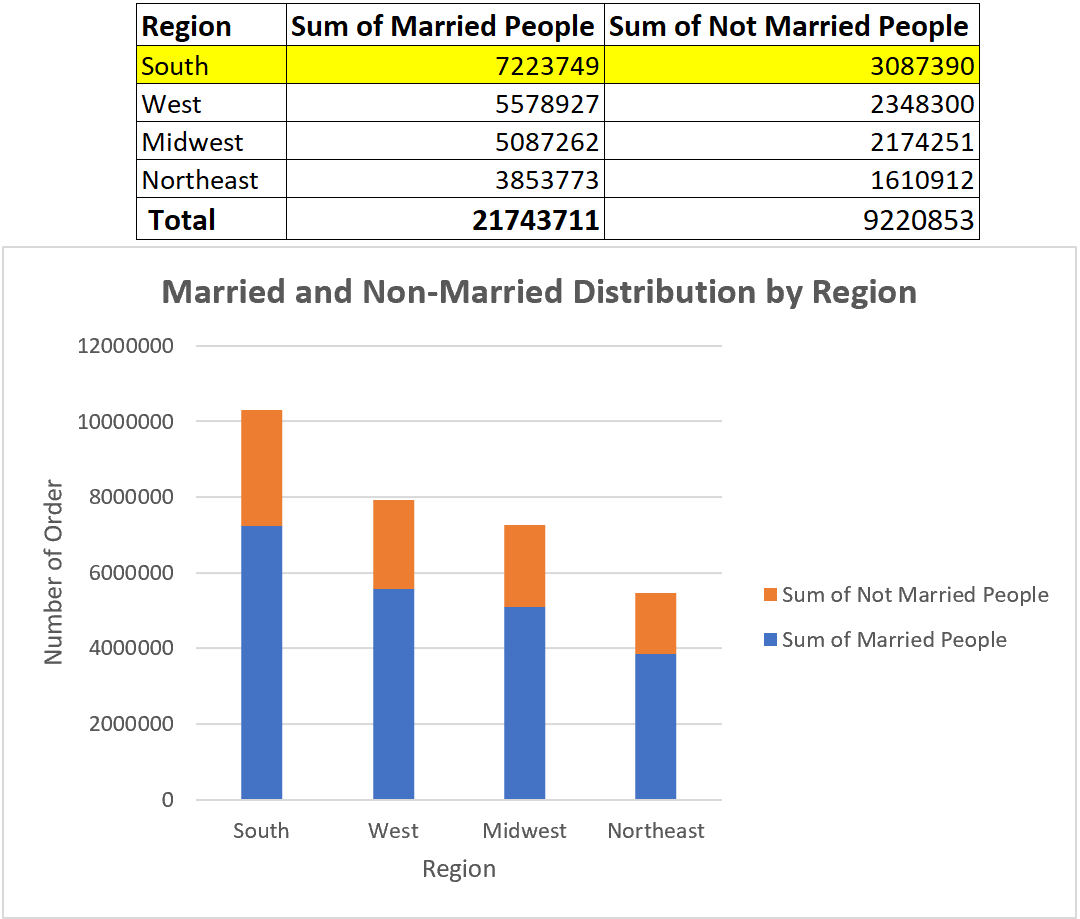 Region Sum of Married People Sum of Not Married People
South 7223749 3087390
West 5578927 2348300
Midwest 5087262 2174251
Northeast 3853773 1610912
Total 21743711 9220853
Married and Non-Married Distribution by Region
12000000
10000000
8000000
6000000
4000000
2000000
0
Number of Order
South West Midwest Northeast
Region
Sum of Not Married People
Sum of Married People